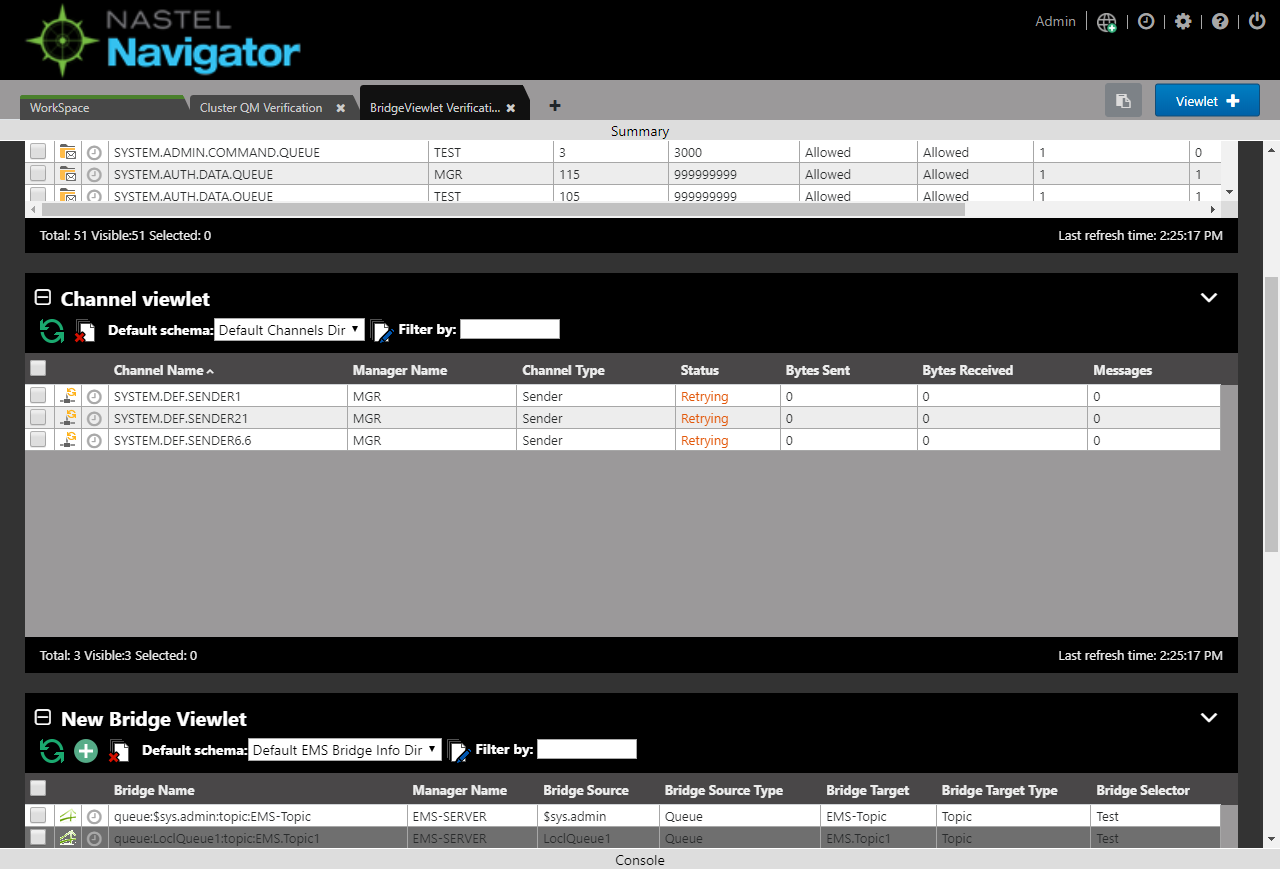 NASTEL
Navigator
Admin
WorkSpace Cluster QM Verification BridgeViewlet Verificati... Viewlet
Summary
SYSTEM.ADMIN.COMMAND.QUEUE TEST 3 3000 Allowed Allowed 1 0
SYSTEM.AUTH.DATA.QUEUE MGR 115 999999999 Allowed Allowed 1 1
SYSTEM.AUTH.DATA.QUEUE TEST 105 999999999 Allowed Allowed 1 1
Total: 51 Visible:51 Selected: 0 Last refresh time: 2:25:17 PM
Channel viewlet
Default schema: Default Channels Dir Filter by:
Channel Name Manager Name Channel Type Status Bytes Sent Bytes Received Messages
SYSTEM.DEF.SENDER1 MGR Sender Retrying 0 0 0
SYSTEM.DEF.SENDER21 MGR Sender Retrying 0 0 0
SYSTEM.DEF.SENDER6.6 MGR Sender Retrying 0 0 0
Total: 3 Visible:3 Selected: 0 Last refresh time: 2:25:17 PM
New Bridge Viewlet
Default schema: Default EMS Bridge Info Dir Filter by:
Bridge Name Manager Name Bridge Source Bridge Source Type Bridge Target Bridge Target Type Bridge Selector
queue:$sys.admin:topic:EMS-Topic EMS-SERVER $sys.admin Queue EMS-Topic Topic Test
queue:LoclQueue1:topic:EMS.Topic1 EMS-SERVER LoclQueue1 Queue EMS.Topic1 Topic Test
Console